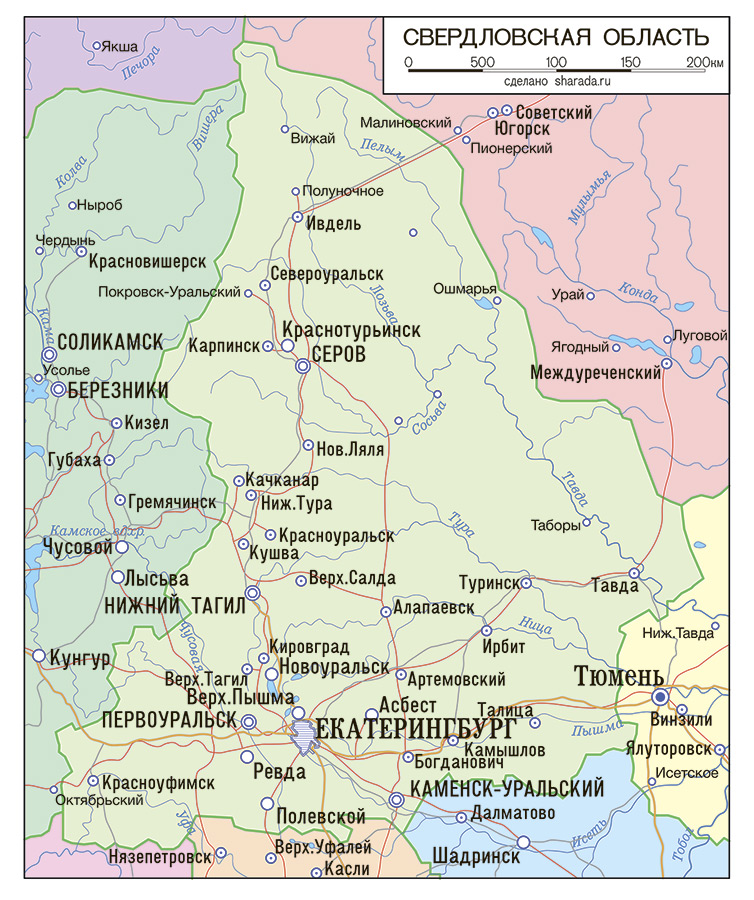 СВЕРДЛОВСКАЯ ОБЛАСТЬ
0 500 100 150 200км
сделано sharada.ru
Якша
Печора
Вишера
Колва
Ныроб
Чердынь
Красновишерск
Кама
СОЛИКАМСК
Усолье
БЕРЕЗНИКИ
Кизел
Губаха
Гремячинск
Камское вдхр.
Чусовой
Лысьва
Кунгур
Малиновский
Советский
Югорск
Пионерский
Вижай
Пелым
Полуночное
Ивдель
Мулымья
Североуральск
Покровск-Уральский
Лозьва
Ошмарья
Урай
Конда
Краснотурьинск
Карпинск
СЕРОВ
Ягодный
Луговой
Междуреченский
Сосьва
Нов.Ляля
Качканар
Ниж.Тура
Тавда
Тура
Таборы
Красноуральск
Кушва
Верх.Салда
Туринск
Тавда
НИЖНИЙ ТАГИЛ
Алапаевск
Ница
Чусовая
Ирбит
Ниж.Тавда
Кировград
Верх.Тагил
Новоуральск
Артемовский
Тюмень
Верх.Пышма
Асбест
Талица
Винзили
ПЕРВОУРАЛЬСК
ЕКАТЕРИНГБУРГ
Пышма
Камышлов
Ялуторовск
Богданович
Ревда
Исетское
Красноуфимск
Октябрьский
КАМЕНСК-УРАЛЬСКИЙ
Полевской
Далматово
Уфа
Исеть
Тобол
Нязепетровск
Верх.Уфалей
Шадринск
Касли